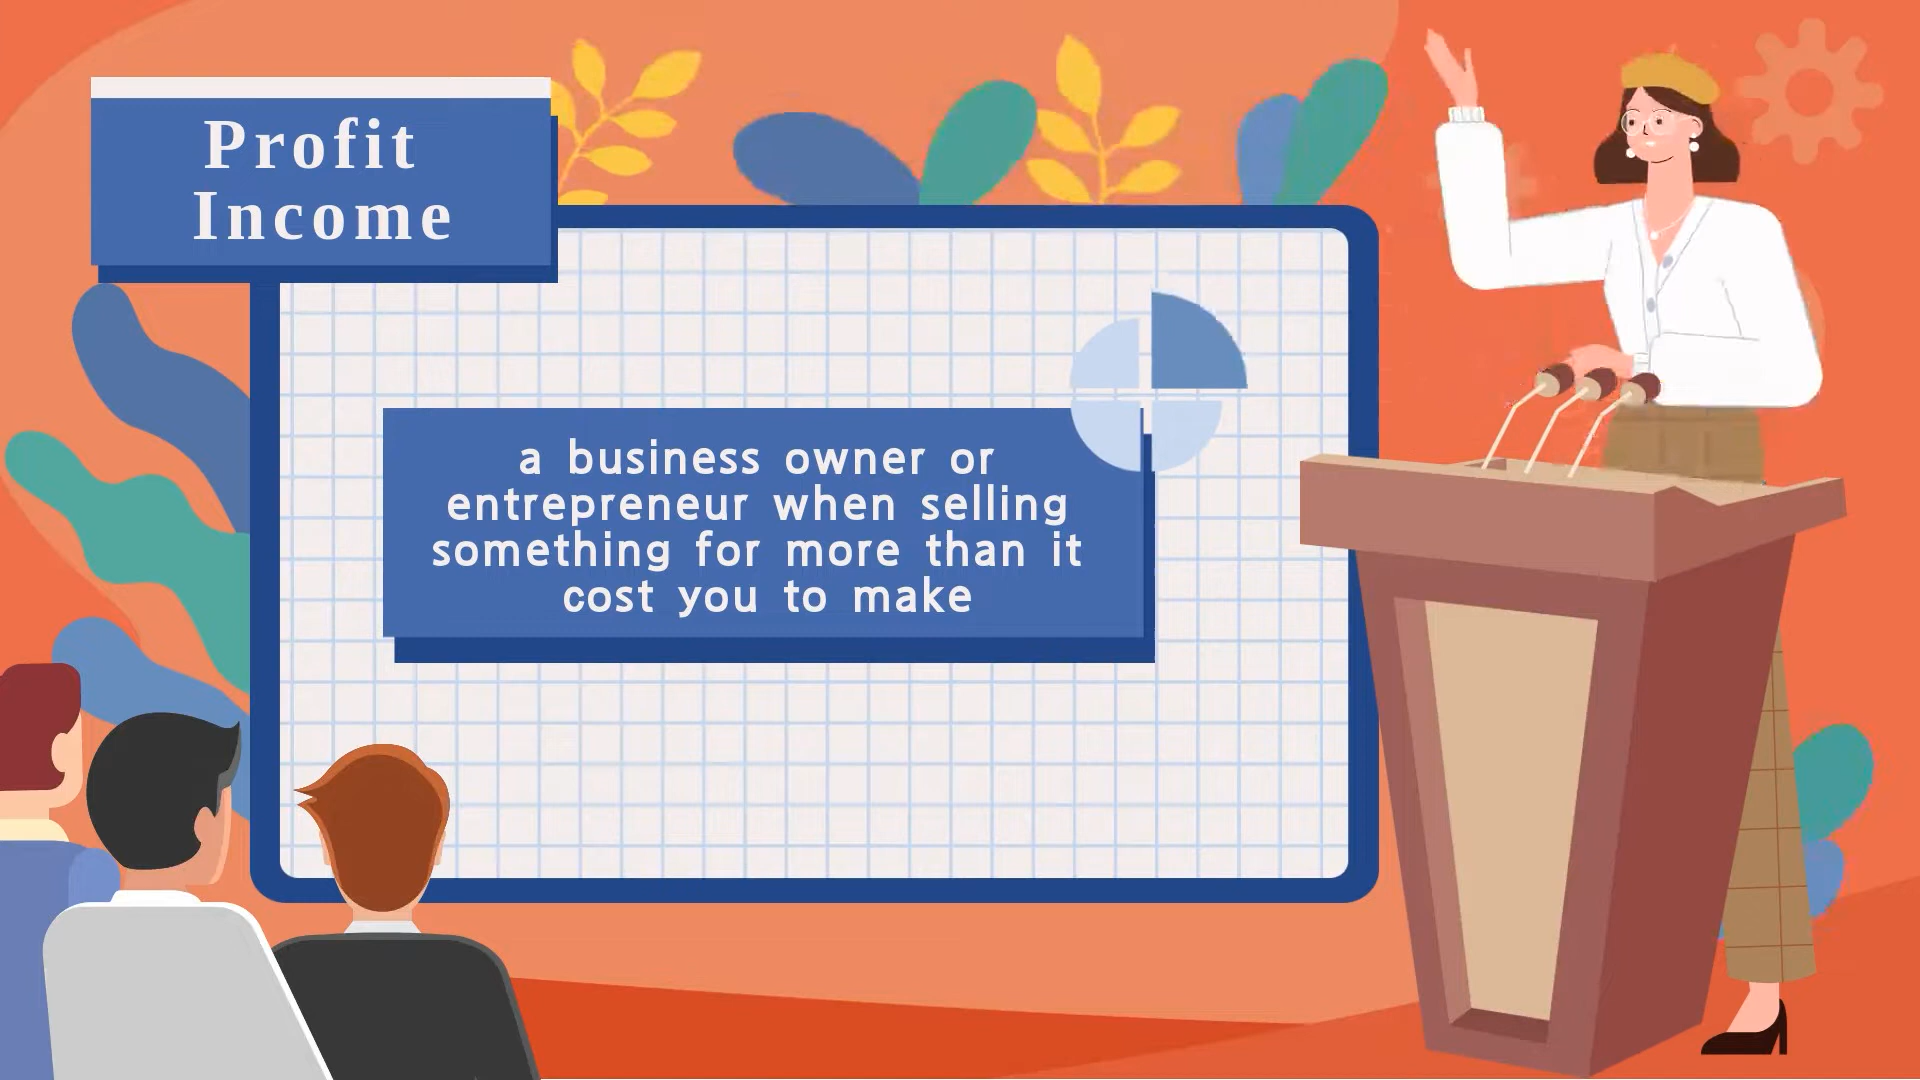 Profit
Income
a business owner or
entrepreneur when selling
something for more than it
cost you to make